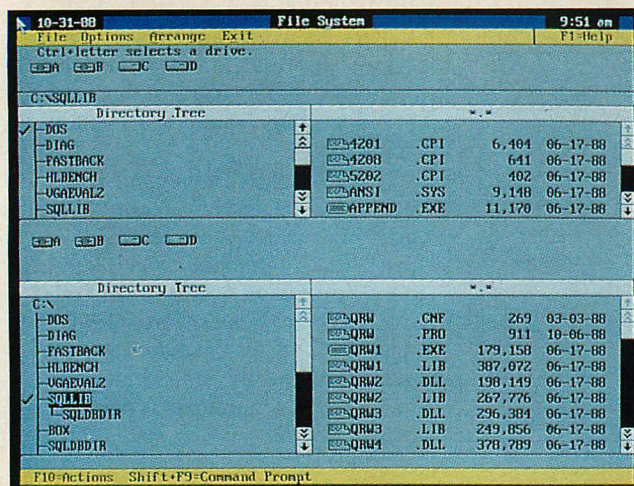 10-31-88 File System 9:51 am
File Options Arrange Exit F1=Help
Ctrl+letter selects a drive.
A B C D
C:\SQLLIB
Directory Tree *.*
DOS
DIAG 4201 .CPI 6,404 06-17-88
FASTBACK 4208 .CPI 641 06-17-88
HLBENCH 5202 .CPI 402 06-17-88
VGAEVAL2 ANSI .SYS 9,148 06-17-88
SQLLIB APPEND .EXE 11,170 06-17-88
A B C D
Directory Tree *.*
C:\
DOS QRW .CNF 269 03-03-88
DIAG QRW .PRO 911 10-06-88
FASTBACK QRW1 .EXE 179,158 06-17-88
HLBENCH QRW1 .LIB 387,072 06-17-88
VGAEVAL2 QRW2 .DLL 198,149 06-17-88
SQLLIB QRW2 .LIB 267,776 06-17-88
SQLDBDIR QRW3 .DLL 296,384 06-17-88
BOX QRW3 .LIB 249,856 06-17-88
SQLDBDIR QRW4 .DLL 378,789 06-17-88
F10=Actions Shift+F9=Command Prompt